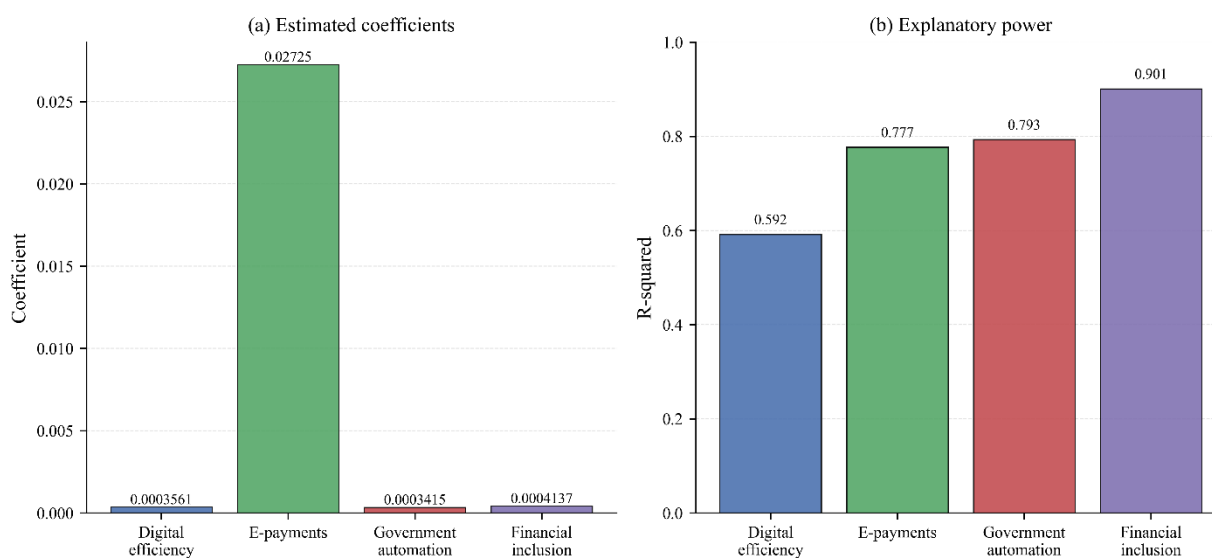 (a) Estimated coefficients
0.02725
0.025
0.020
0.015
0.010
0.005
0.000
Coefficient
0.0003561
0.0003415
0.0004137
Digital
efficiency
E-payments
Government
automation
Financial
inclusion
(b) Explanatory power
1.0
0.8
0.6
0.4
0.2
0.0
R-squared
0.592
0.777
0.793
0.901
Digital
efficiency
E-payments
Government
automation
Financial
inclusion